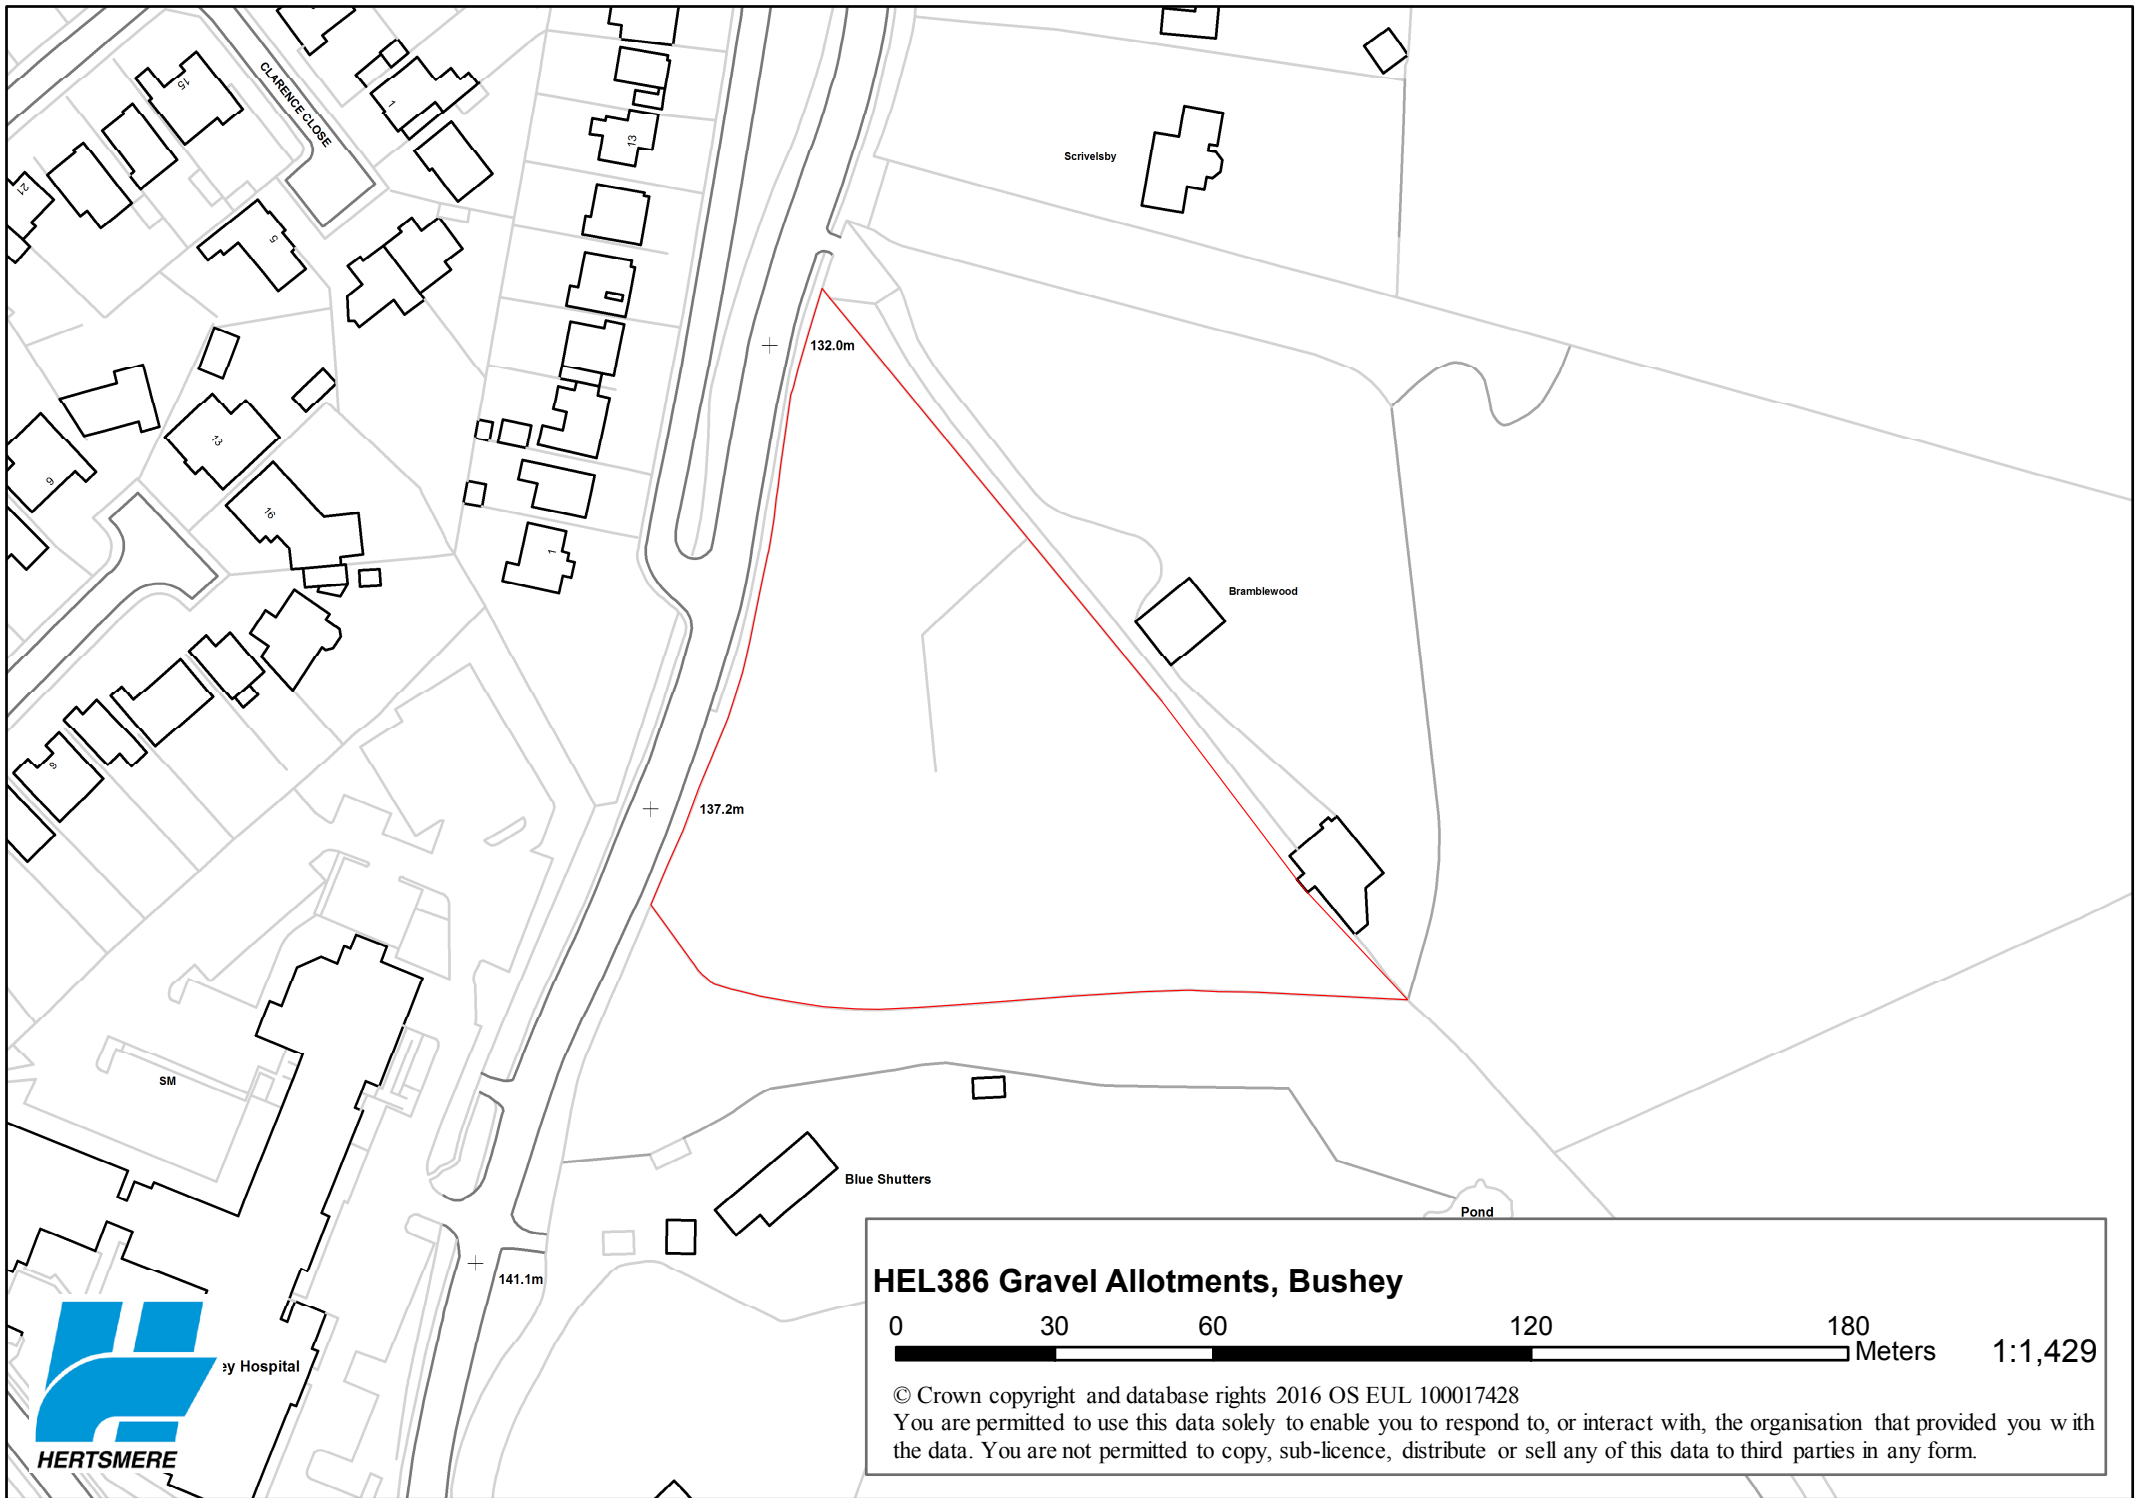 CLARENCE CLOSE
15
1
13
21
5
Scrivelsby
132.0m
13
9
16
1
Bramblewood
8
137.2m
SM
Blue Shutters
Pond
141.1m
ey Hospital
HERTSMERE
HEL386 Gravel Allotments, Bushey
0 30 60 120 180
Meters 1:1,429
© Crown copyright and database rights 2016 OS EUL 100017428
You are permitted to use this data solely to enable you to respond to, or interact with, the organisation that provided you with
the data. You are not permitted to copy, sub-licence, distribute or sell any of this data to third parties in any form.